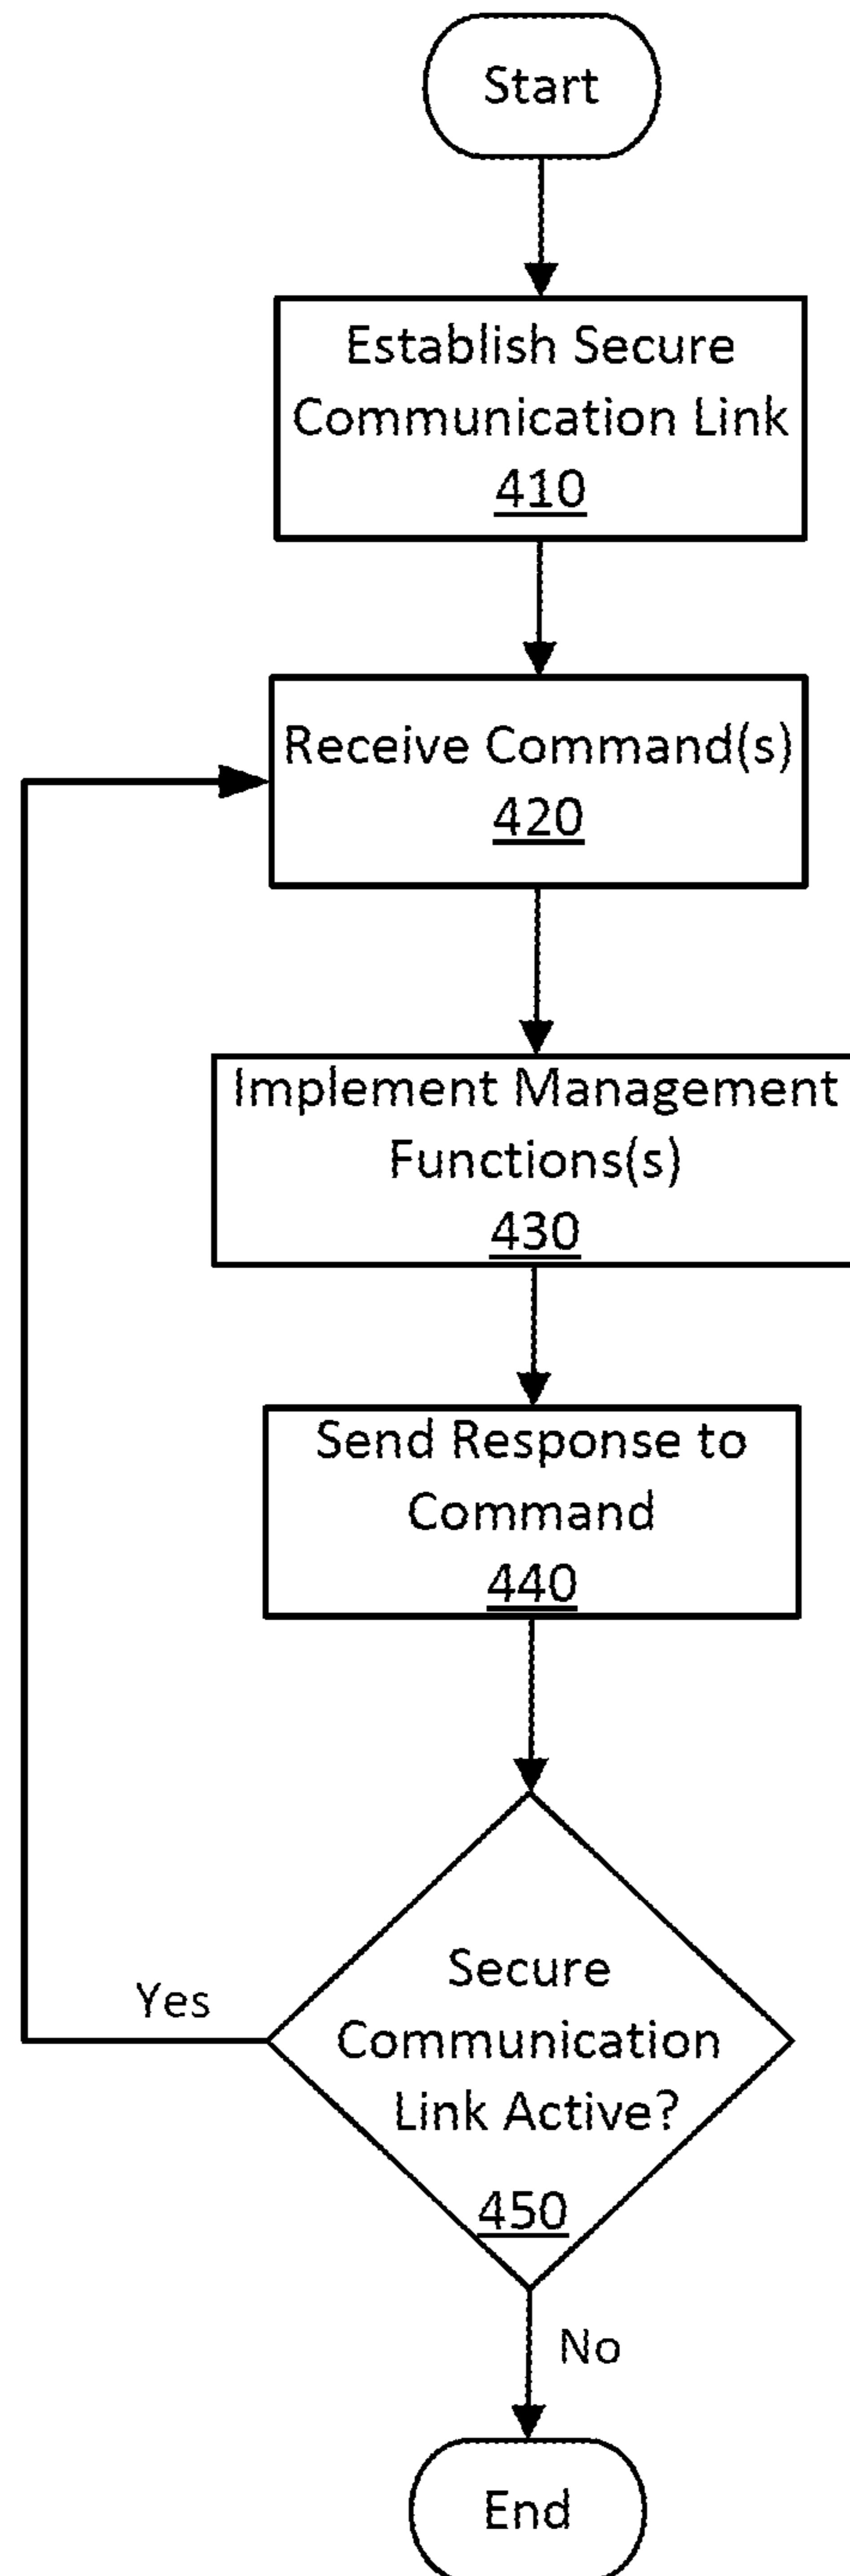 Start
Establish Secure
Communication Link
410
Receive Command(s)
420
Implement Management
Functions(s)
430
Send Response to
Command
440
Secure
Communication
Link Active?
450
Yes
No
End